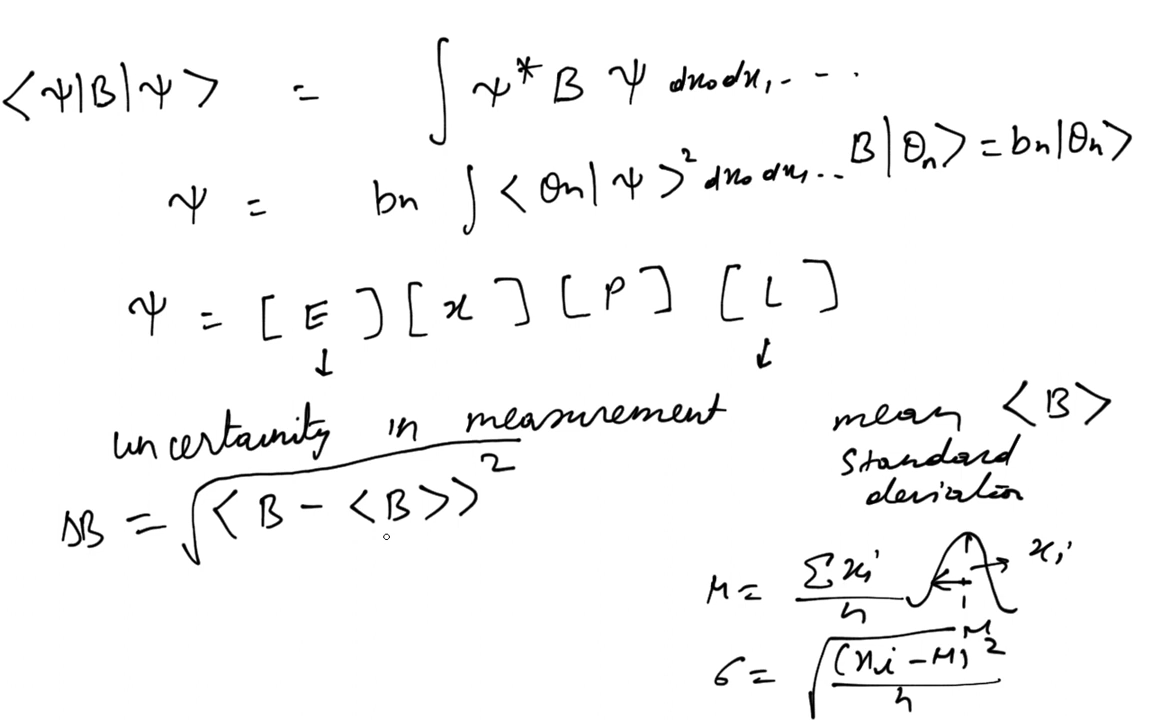 <ψ|B|ψ> = ∫ ψ* B ψ dx₀dx₁ - - ·
B|θₙ> = bn|θn>
ψ = bn ∫ <θn|ψ>² dx₀ dx₁ ...
ψ = [ E ] [ x ] [ P ] [ L ]
↓ ↓
uncertainity in measurement
ΔB = √<B - <B>>²
mean <B>
Standard
deviation
μ = Σxi / n
xi
μ
σ = √(xi - μ)² / n